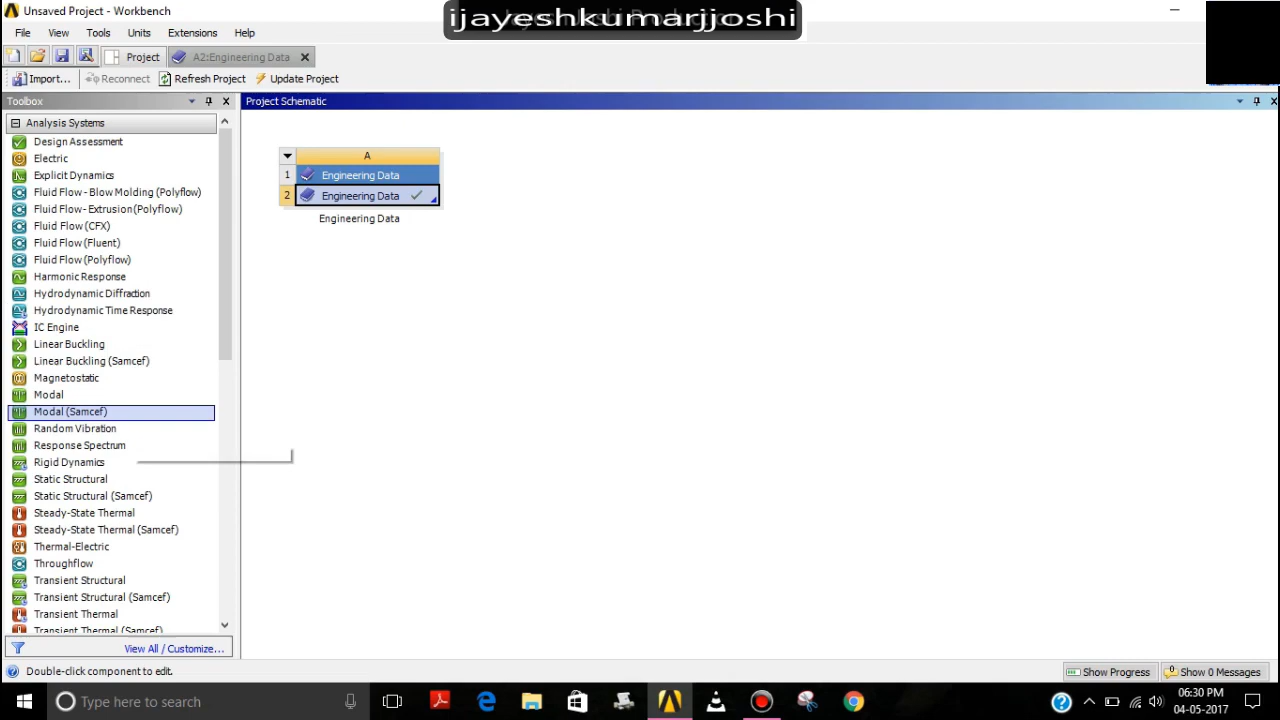 Unsaved Project - Workbench
ijayeshkumarjjoshi
File View Tools Units Extensions Help
Project A2:Engineering Data
Import... Reconnect Refresh Project Update Project
Toolbox
Project Schematic
Analysis Systems
Design Assessment
Electric
Explicit Dynamics
Fluid Flow - Blow Molding (Polyflow)
Fluid Flow - Extrusion (Polyflow)
Fluid Flow (CFX)
Fluid Flow (Fluent)
Fluid Flow (Polyflow)
Harmonic Response
Hydrodynamic Diffraction
Hydrodynamic Time Response
IC Engine
Linear Buckling
Linear Buckling (Samcef)
Magnetostatic
Modal
Modal (Samcef)
Random Vibration
Response Spectrum
Rigid Dynamics
Static Structural
Static Structural (Samcef)
Steady-State Thermal
Steady-State Thermal (Samcef)
Thermal-Electric
Throughflow
Transient Structural
Transient Structural (Samcef)
Transient Thermal
Transient Thermal (Samcef)
View All / Customize...
A
1 Engineering Data
2 Engineering Data
Engineering Data
Double-click component to edit.
Show Progress Show 0 Messages
Type here to search
06:30 PM
04-05-2017